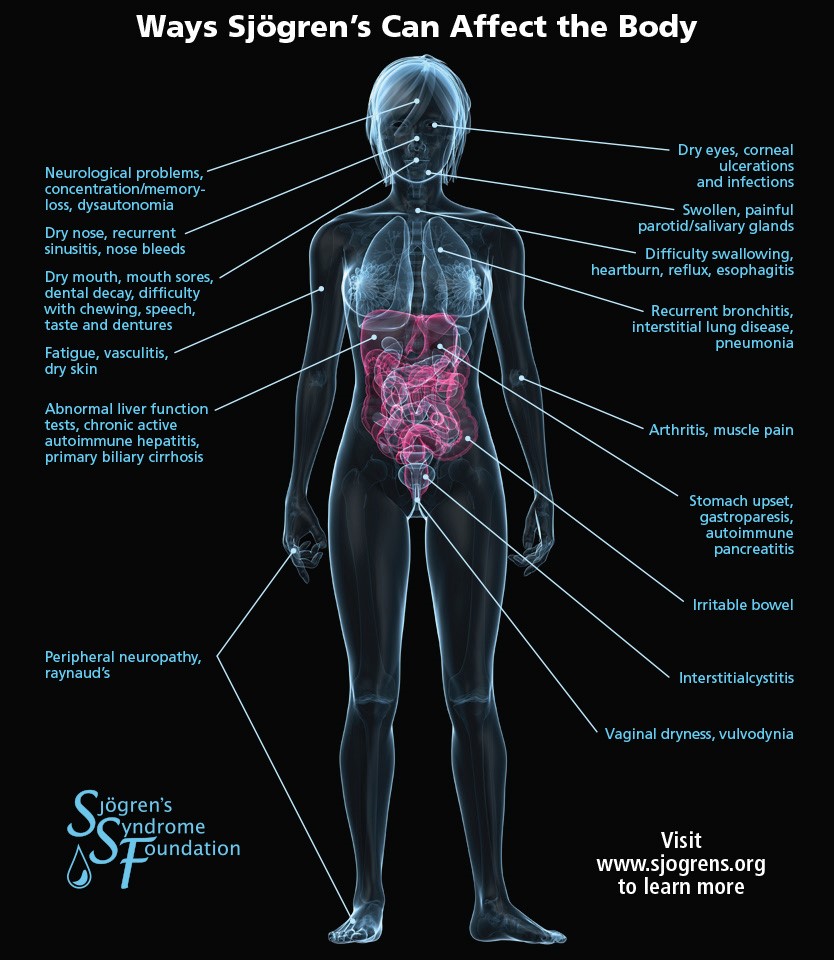 Ways Sjögren's Can Affect the Body
Neurological problems,
concentration/memory-
loss, dysautonomia
Dry nose, recurrent
sinusitis, nose bleeds
Dry mouth, mouth sores,
dental decay, difficulty
with chewing, speech,
taste and dentures
Fatigue, vasculitis,
dry skin
Abnormal liver function
tests, chronic active
autoimmune hepatitis,
primary biliary cirrhosis
Peripheral neuropathy,
raynaud's
Dry eyes, corneal
ulcerations
and infections
Swollen, painful
parotid/salivary glands
Difficulty swallowing,
heartburn, reflux, esophagitis
Recurrent bronchitis,
interstitial lung disease,
pneumonia
Arthritis, muscle pain
Stomach upset,
gastroparesis,
autoimmune
pancreatitis
Irritable bowel
Interstitialcystitis
Vaginal dryness, vulvodynia
Sjögren's
Syndrome
Foundation
Visit
www.sjogrens.org
to learn more